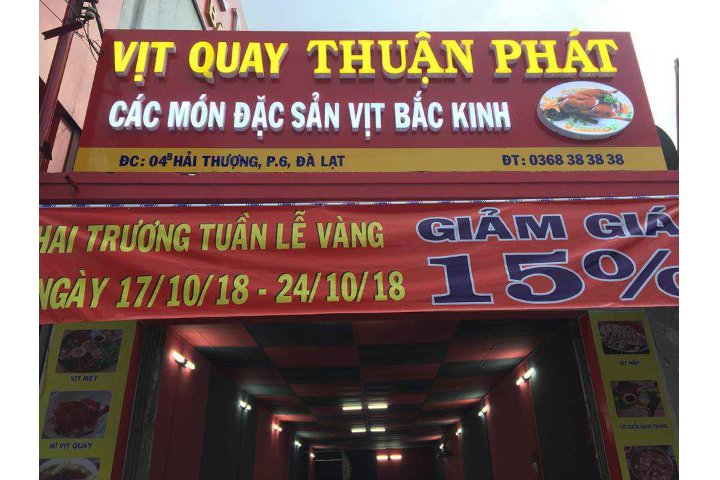 VỊT QUAY THUẬN PHÁT
CÁC MÓN ĐẶC SẢN VỊT BẮC KINH
ĐC: 04B HẢI THƯỢNG, P.6, ĐÀ LẠT ĐT: 0368 38 38 38
HAI TRƯƠNG TUẦN LỄ VÀNG
NGÀY 17/10/18 - 24/10/18
GIẢM GIÁ
15%
VỊT MẸT
MÌ VỊT QUAY
VỊT HẤP
VỊT CUỐN BÁNH TRÁNG